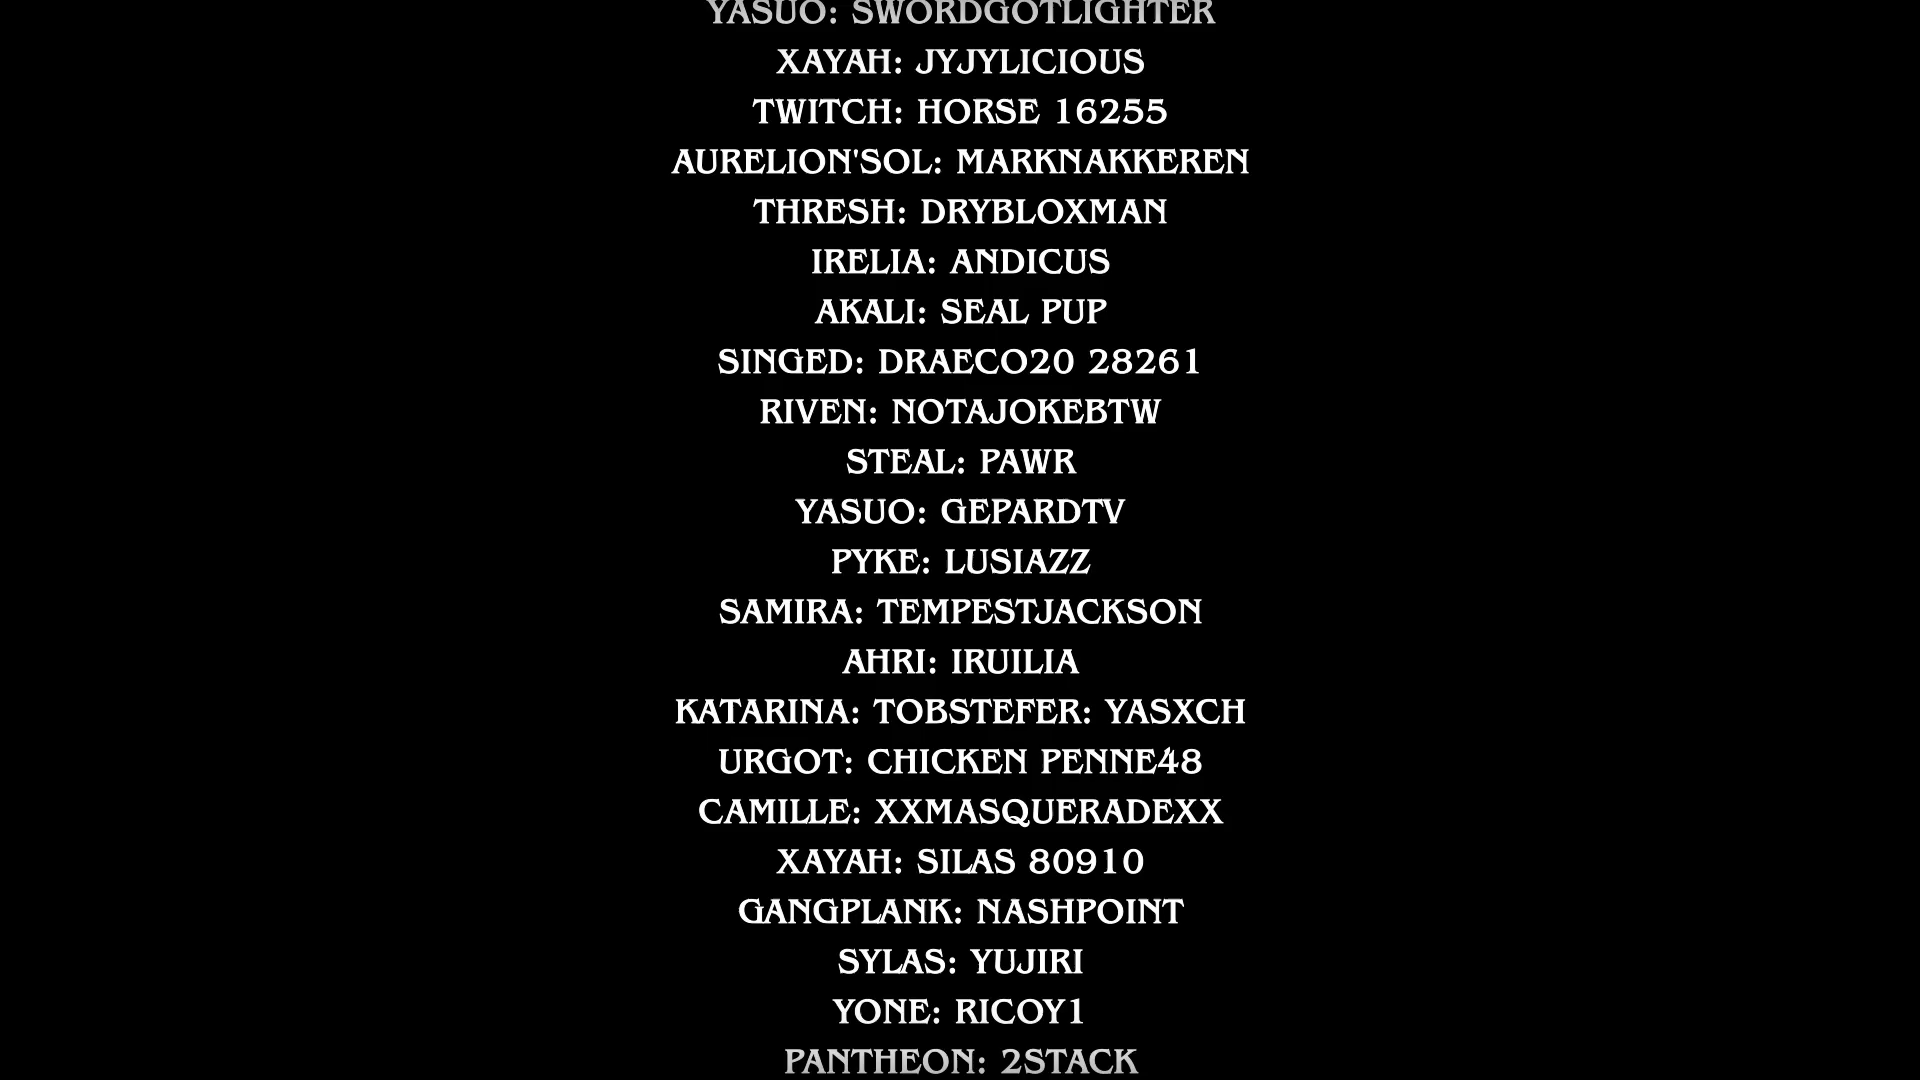 YASUO: SWORDGOTLIGHTER
XAYAH: JYJYLICIOUS
TWITCH: HORSE 16255
AURELION'SOL: MARKNAKKEREN
THRESH: DRYBLOXMAN
IRELIA: ANDICUS
AKALI: SEAL PUP
SINGED: DRAECO20 28261
RIVEN: NOTAJOKEBTW
STEAL: PAWR
YASUO: GEPARDTV
PYKE: LUSIAZZ
SAMIRA: TEMPESTJACKSON
AHRI: IRUILIA
KATARINA: TOBSTEFER: YASXCH
URGOT: CHICKEN PENNE48
CAMILLE: XXMASQUERADEXX
XAYAH: SILAS 80910
GANGPLANK: NASHPOINT
SYLAS: YUJIRI
YONE: RICOY1
PANTHEON: 2STACK